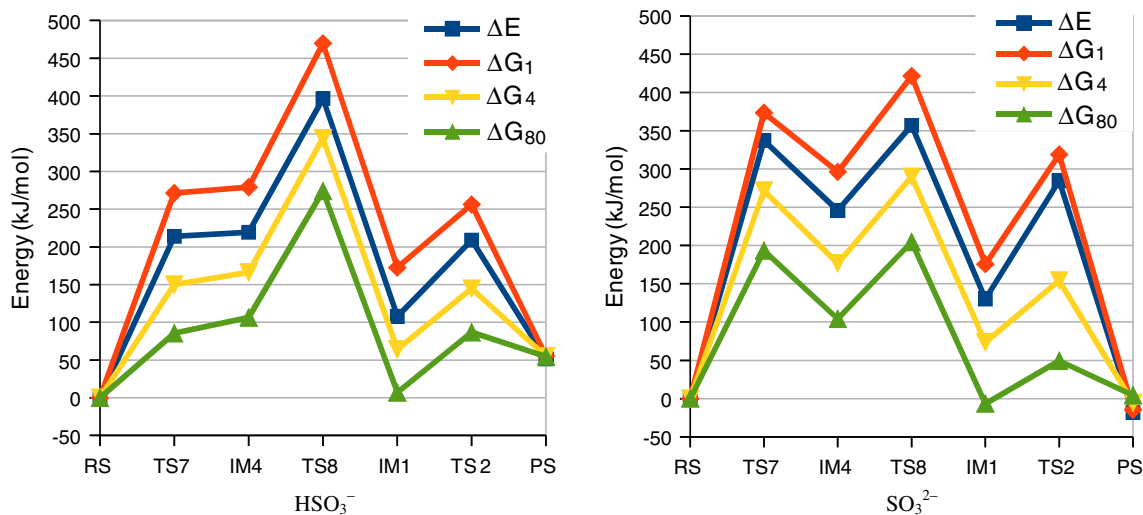 Energy (kJ/mol)
500
450
400
350
300
250
200
150
100
50
0
-50
ΔE
ΔG1
ΔG4
ΔG80
RS TS7 IM4 TS8 IM1 TS2 PS
HSO3−
Energy (kJ/mol)
500
450
400
350
300
250
200
150
100
50
0
-50
ΔE
ΔG1
ΔG4
ΔG80
RS TS7 IM4 TS8 IM1 TS2 PS
SO32−